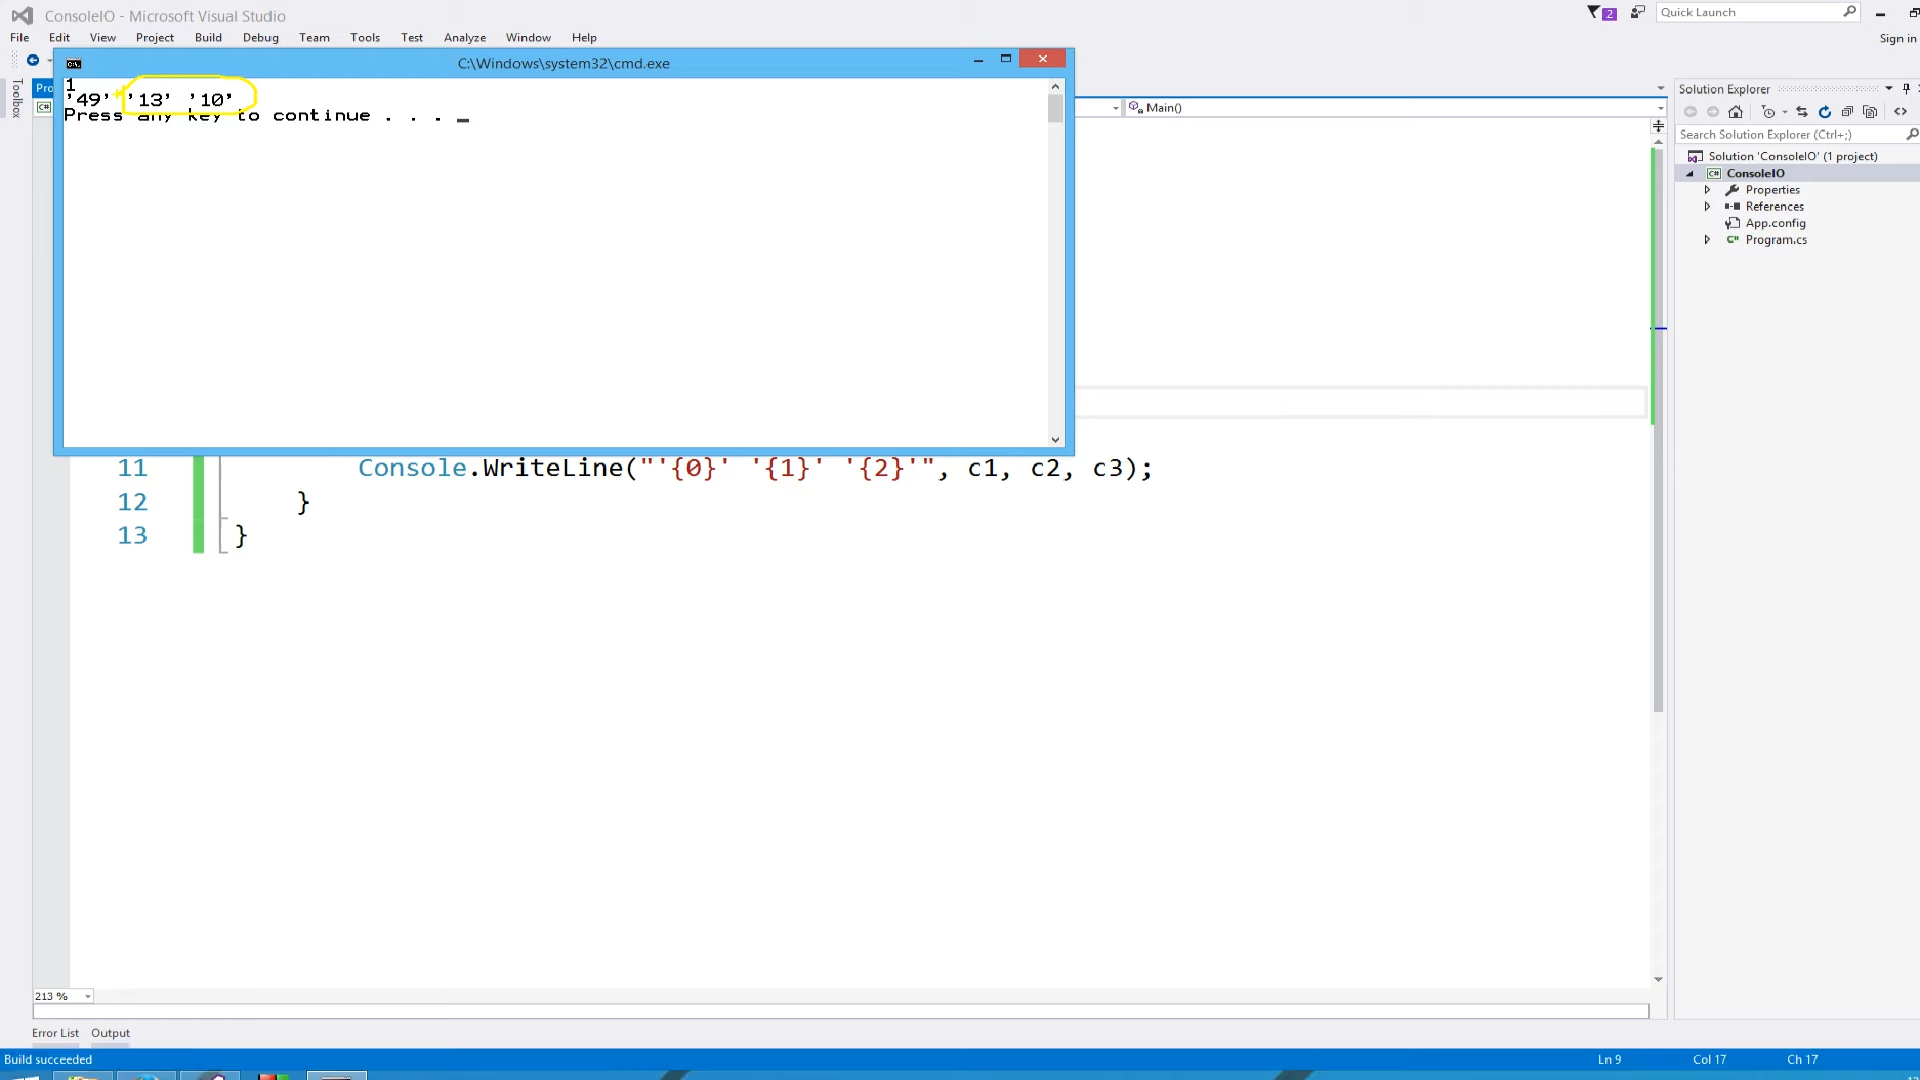 ConsoleIO - Microsoft Visual Studio
2
Quick Launch
File Edit View Project Build Debug Team Tools Test Analyze Window Help
Sign in
C:\Windows\system32\cmd.exe
Toolbox
Pro
1
'49' '13' '10'
Press any key to continue . . . _
Main()
Solution Explorer
Search Solution Explorer (Ctrl+;)
Solution 'ConsoleIO' (1 project)
ConsoleIO
Properties
References
App.config
Program.cs
11 Console.WriteLine("'{0}' '{1}' '{2}'", c1, c2, c3);
12 }
13 }
213 %
Error List Output
Build succeeded
Ln 9 Col 17 Ch 17